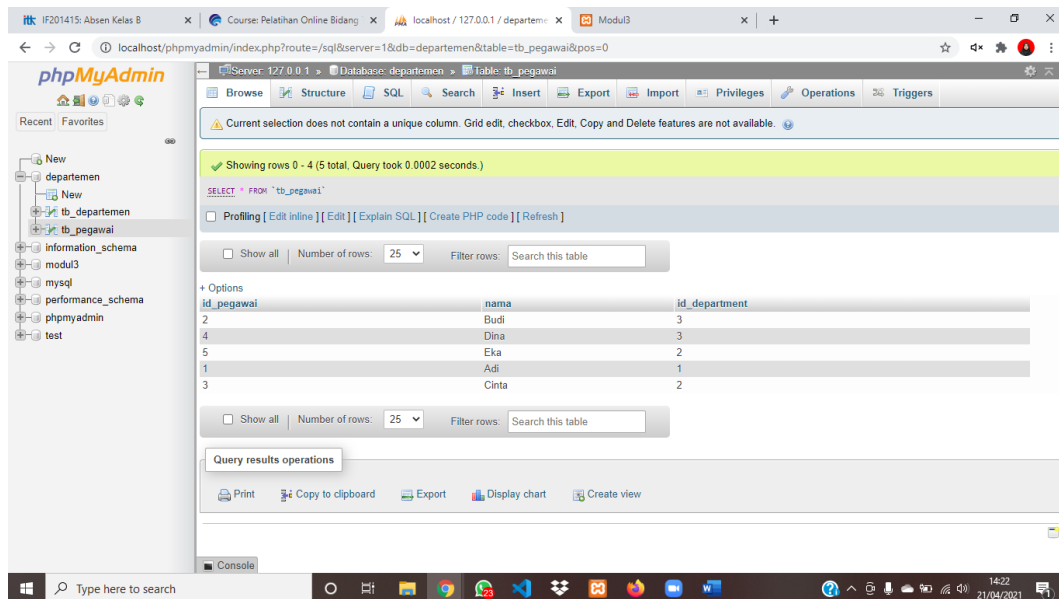 IF201415: Absen Kelas B
Course: Pelatihan Online Bidang
localhost / 127.0.0.1 / departeme
Modul3
localhost/phpmyadmin/index.php?route=/sql&server=1&db=departemen&table=tb_pegawai&pos=0
phpMyAdmin
Recent Favorites
New
departemen
New
tb_departemen
tb_pegawai
information_schema
modul3
mysql
performance_schema
phpmyadmin
test
Server: 127.0.0.1 » Database: departemen » Table: tb_pegawai
Browse Structure SQL Search Insert Export Import Privileges Operations Triggers
Current selection does not contain a unique column. Grid edit, checkbox, Edit, Copy and Delete features are not available.
Showing rows 0 - 4 (5 total, Query took 0.0002 seconds.)
SELECT * FROM `tb_pegawai`
Profiling [ Edit inline ] [ Edit ] [ Explain SQL ] [ Create PHP code ] [ Refresh ]
Show all | Number of rows: 25 Filter rows: Search this table
+ Options
id_pegawai nama id_department
2 Budi 3
4 Dina 3
5 Eka 2
1 Adi 1
3 Cinta 2
Show all | Number of rows: 25 Filter rows: Search this table
Query results operations
Print Copy to clipboard Export Display chart Create view
Console
Type here to search
23
14:22
21/04/2021
1